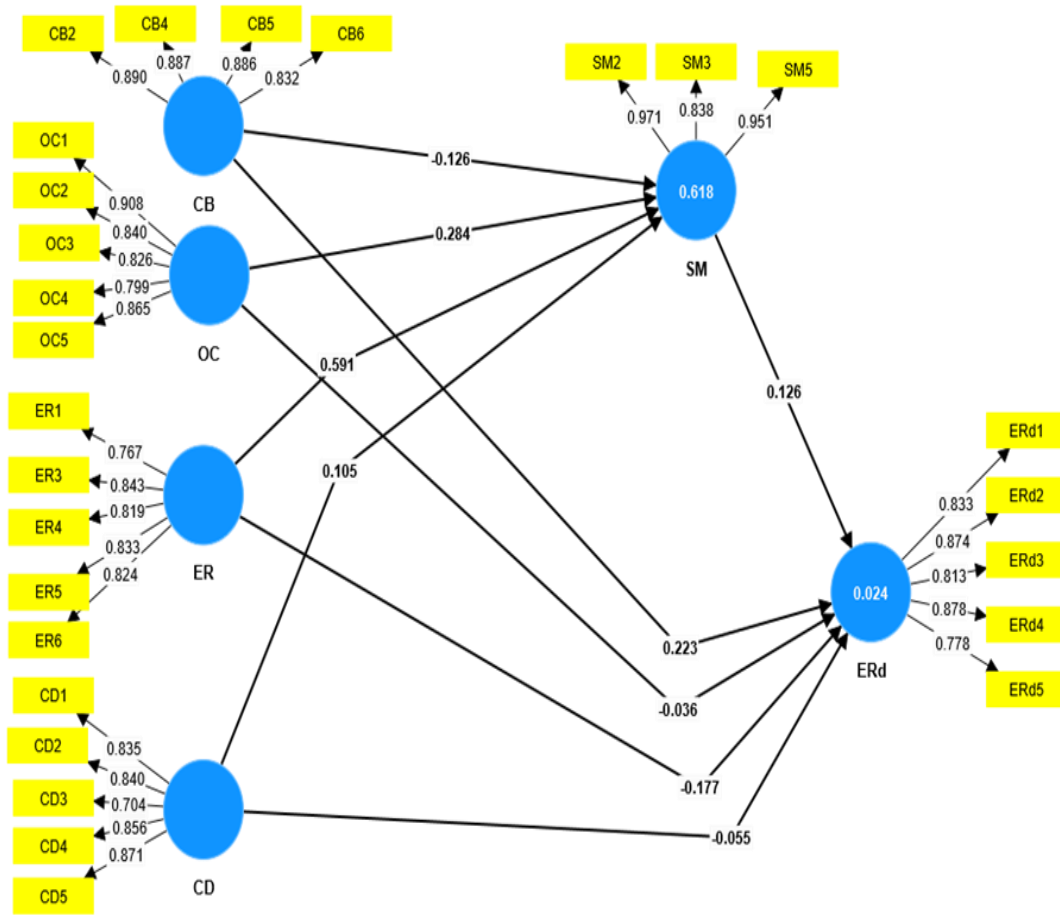 CB2
CB4
CB5
CB6
0.890
0.887
0.886
0.832
CB
SM2
SM3
SM5
0.971
0.838
0.951
0.618
SM
OC1
OC2
OC3
OC4
OC5
0.908
0.840
0.826
0.799
0.865
OC
-0.126
0.284
0.591
0.105
0.126
ER1
ER3
ER4
ER5
ER6
0.767
0.843
0.819
0.833
0.824
ER
0.223
-0.036
-0.177
-0.055
ERd1
ERd2
ERd3
ERd4
ERd5
0.833
0.874
0.813
0.878
0.778
0.024
ERd
CD1
CD2
CD3
CD4
CD5
0.835
0.840
0.704
0.856
0.871
CD